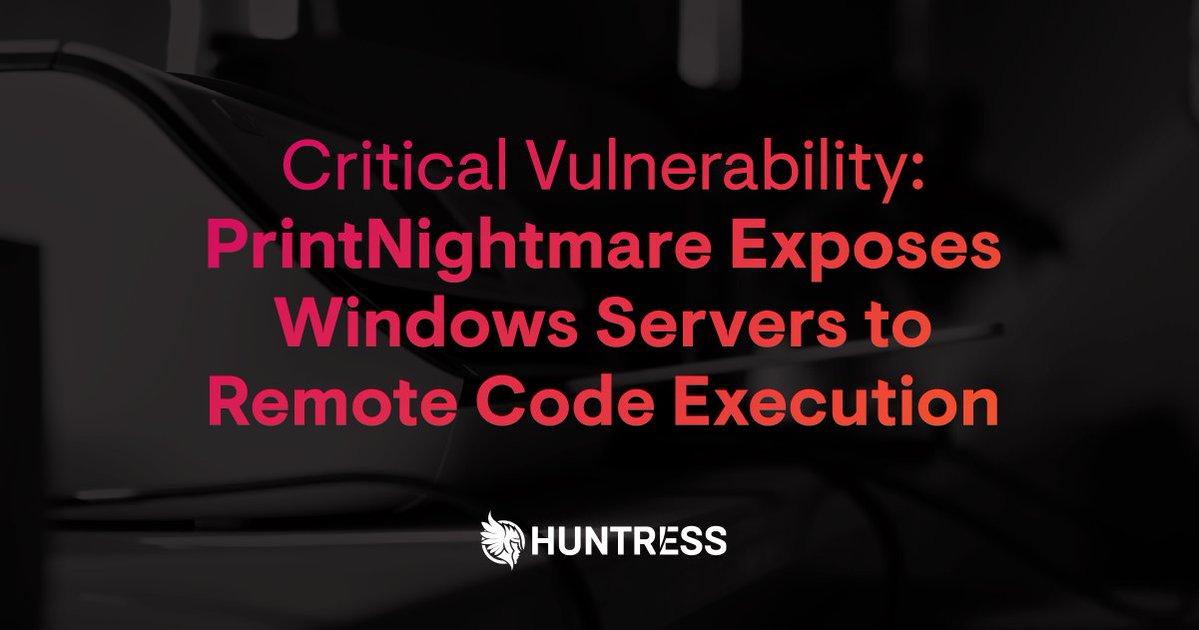 Critical Vulnerability:
PrintNightmare Exposes
Windows Servers to
Remote Code Execution
HUNTRESS